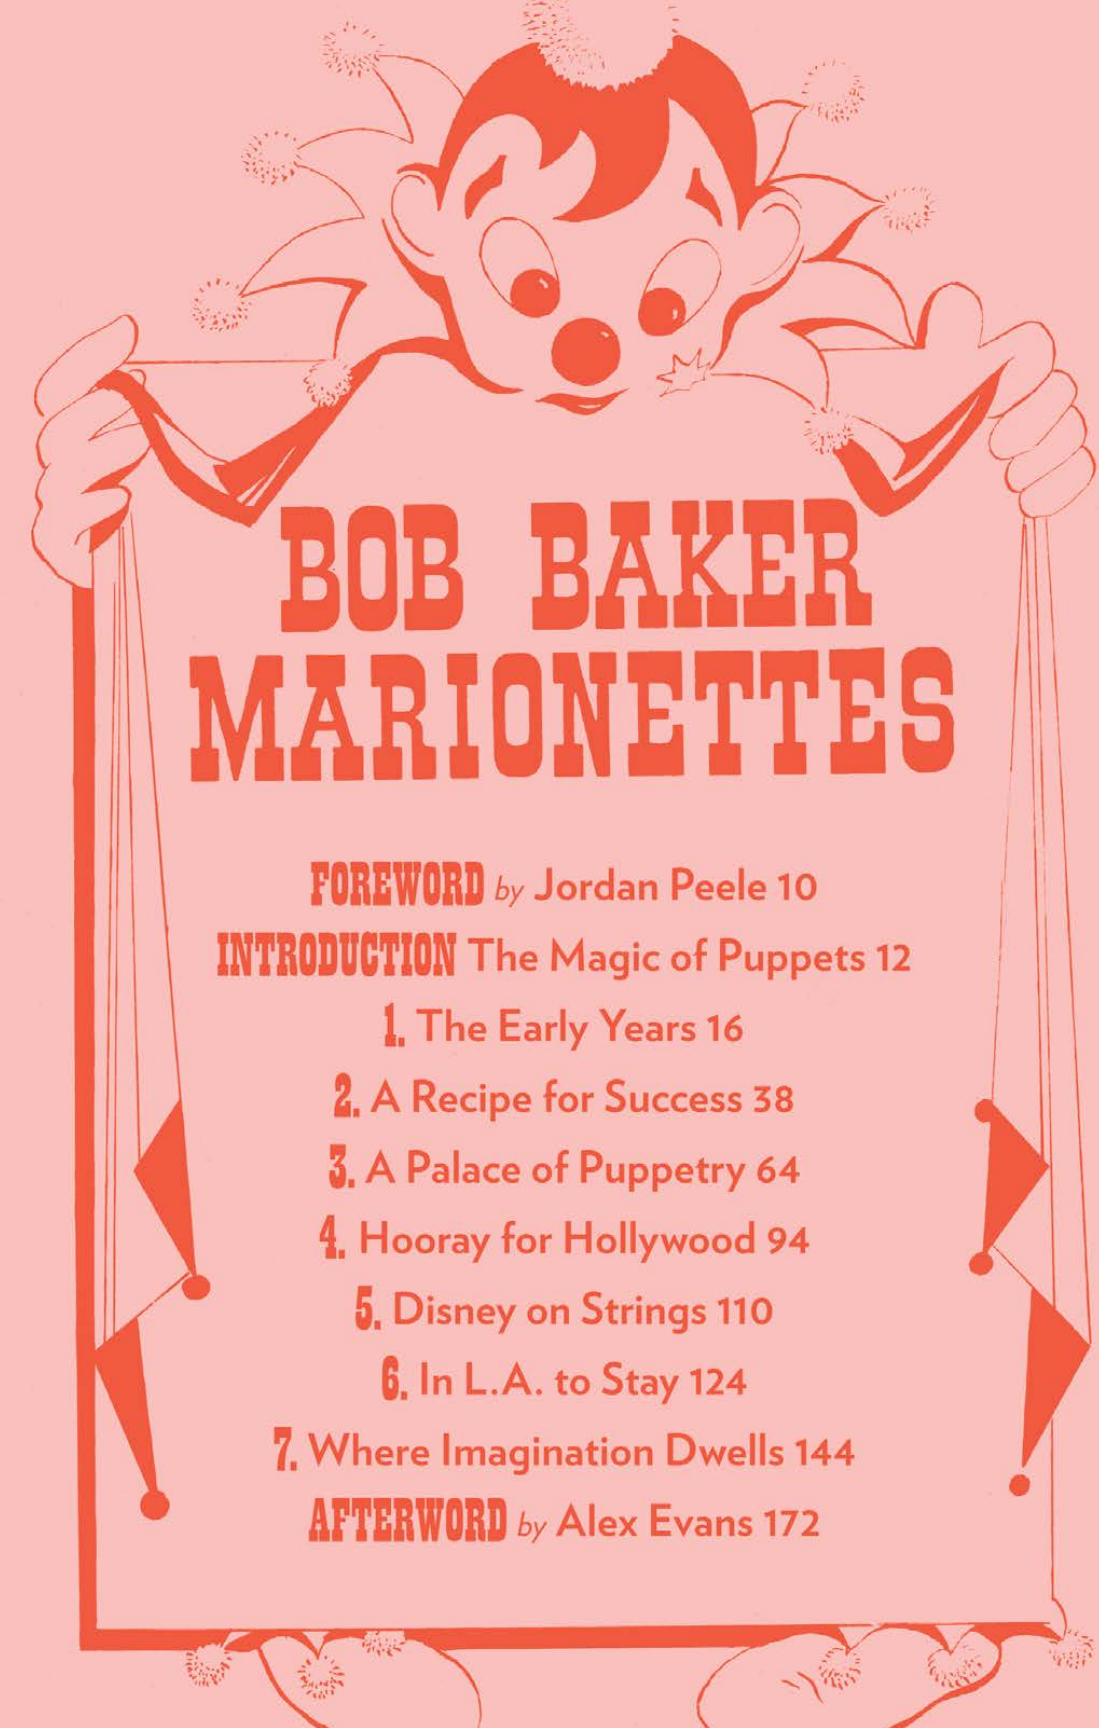 BOB BAKER
MARIONETTES
FOREWORD by Jordan Peele 10
INTRODUCTION The Magic of Puppets 12
1. The Early Years 16
2. A Recipe for Success 38
3. A Palace of Puppetry 64
4. Hooray for Hollywood 94
5. Disney on Strings 110
6. In L.A. to Stay 124
7. Where Imagination Dwells 144
AFTERWORD by Alex Evans 172